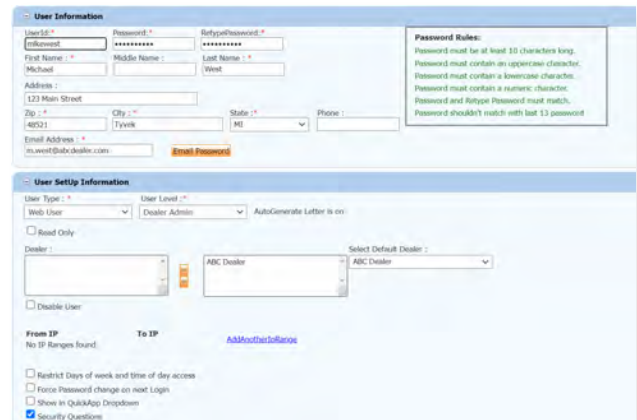 User Information
UserId:* Password:* RetypePassword:*
mikewest •••••••••• ••••••••••
First Name : * Middle Name : Last Name : *
Michael West
Address :
123 Main Street
Zip : * City : * State :* Phone :
48521 Tyvek MI
Email Address : *
m.west@abcdealer.com Email Password
Password Rules:
Password must be at least 10 characters long.
Password must contain an uppercase character.
Password must contain a lowercase character.
Password must contain a numeric character.
Password and Retype Password must match.
Password shouldn't match with last 13 password
User SetUp Information
User Type : * User Level :*
Web User Dealer Admin AutoGenerate Letter is on
Read Only
Dealer : Select Default Dealer :
ABC Dealer ABC Dealer
Disable User
From IP To IP
No IP Ranges found. AddAnotherIpRange
Restrict Days of week and time of day access
Force Password change on next Login
Show in QuickApp Dropdown
Security Questions